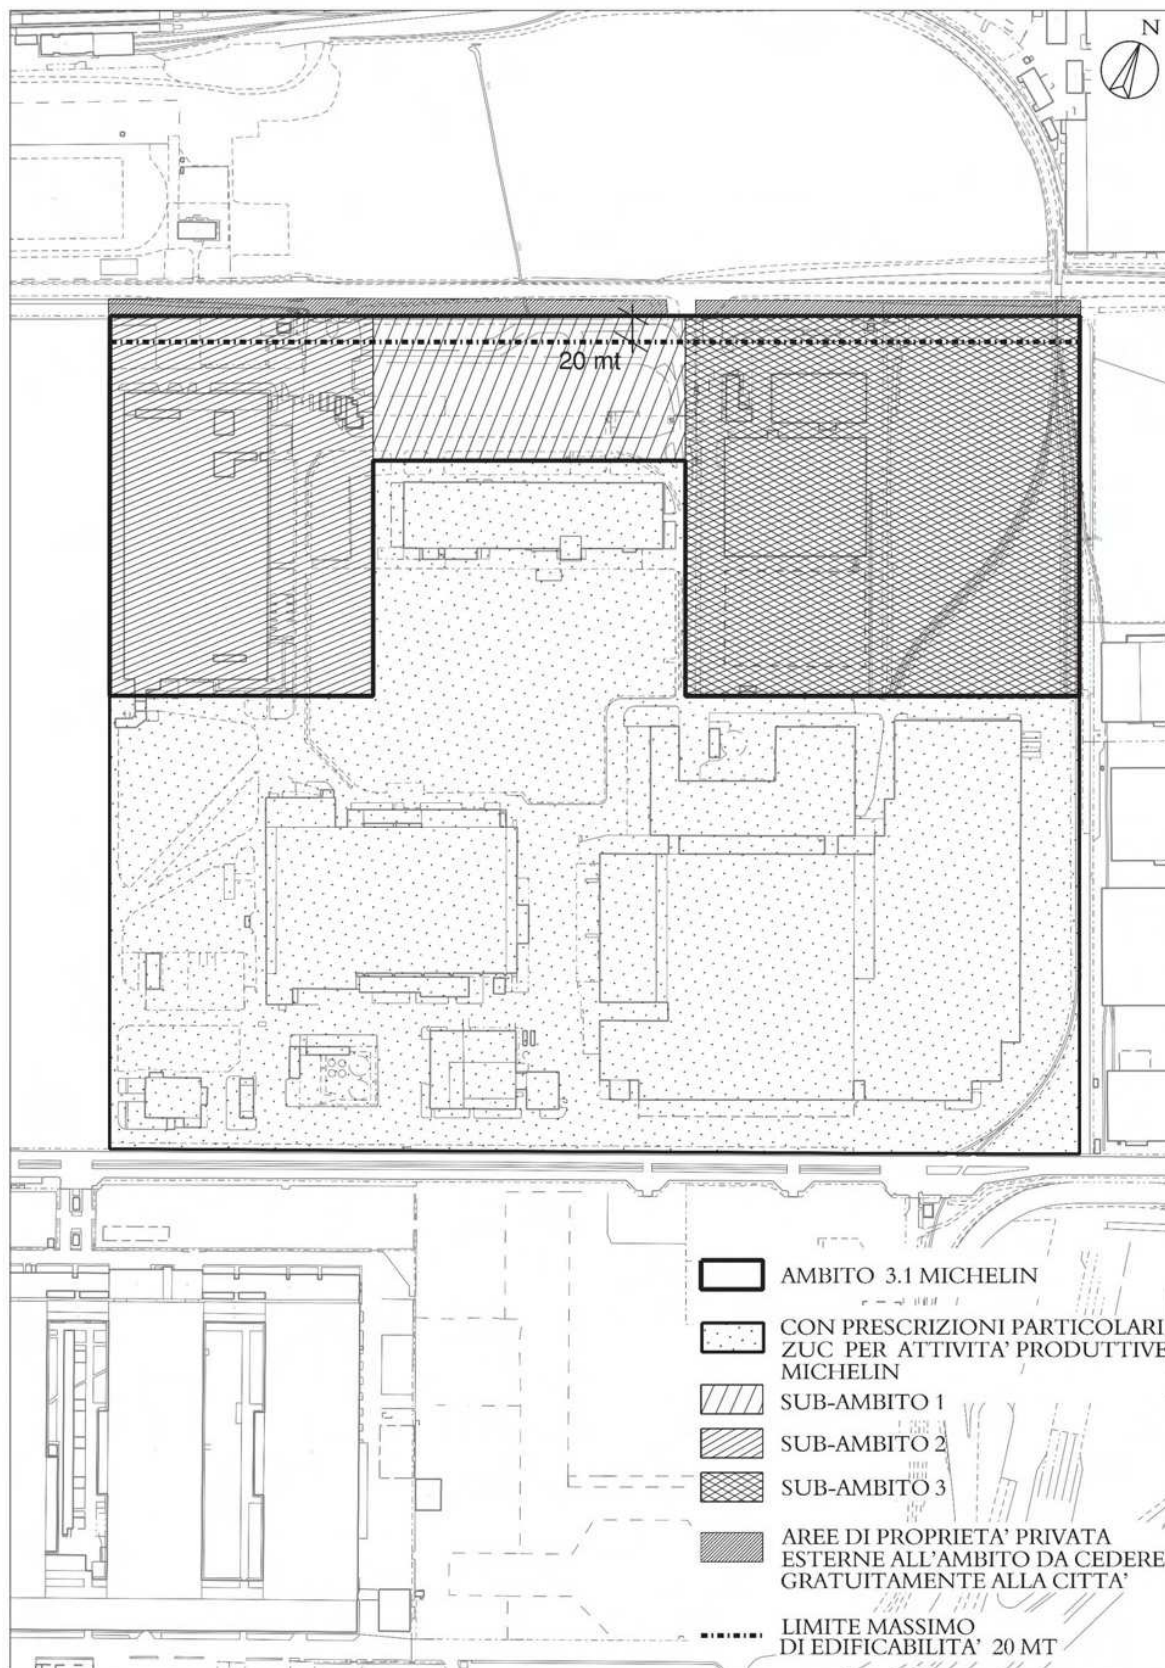 N
20 mt
AMBITO 3.1 MICHELIN
CON PRESCRIZIONI PARTICOLARI
ZUC PER ATTIVITA' PRODUTTIVE
MICHELIN
SUB-AMBITO 1
SUB-AMBITO 2
SUB-AMBITO 3
AREE DI PROPRIETA' PRIVATA
ESTERNE ALL'AMBITO DA CEDERE
GRATUITAMENTE ALLA CITTA'
LIMITE MASSIMO
DI EDIFICABILITA' 20 MT